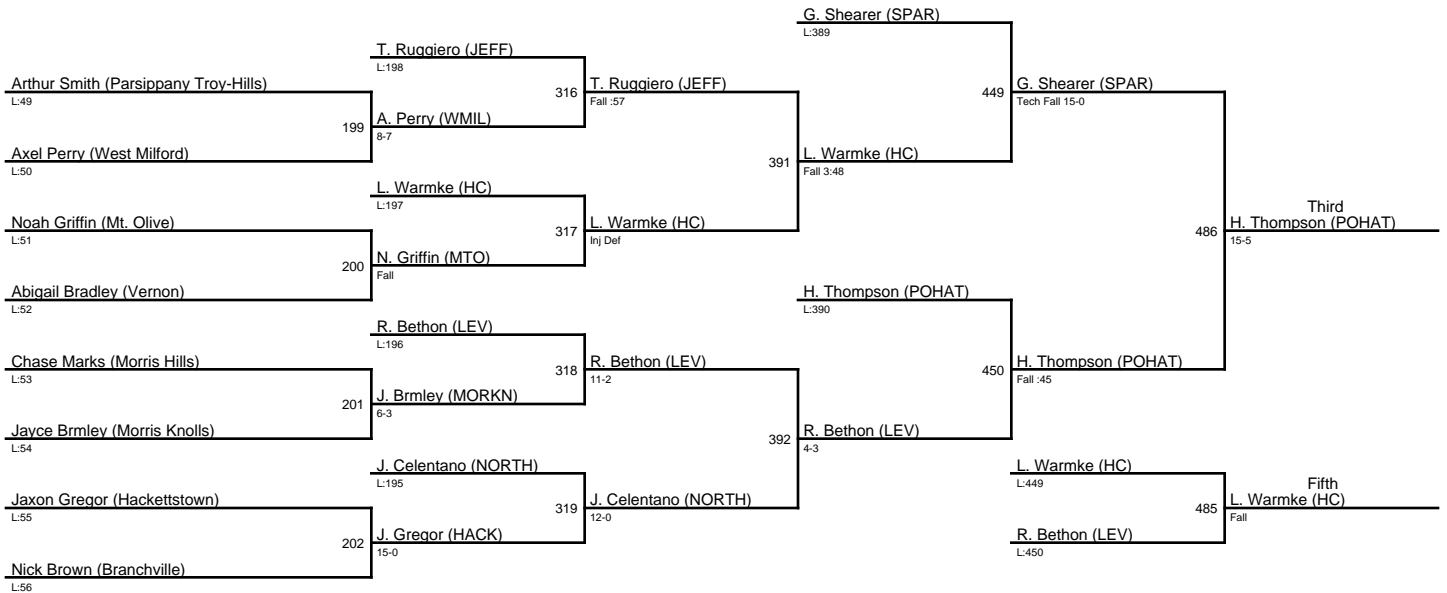 G. Shearer (SPAR)
L:389
T. Ruggiero (JEFF)
L:198
Arthur Smith (Parsippany Troy-Hills)
L:49
316
T. Ruggiero (JEFF)
Fall :57
449
G. Shearer (SPAR)
Tech Fall 15-0
199
A. Perry (WMIL)
8-7
Axel Perry (West Milford)
L:50
391
L. Warmke (HC)
Fall 3:48
L. Warmke (HC)
L:197
Noah Griffin (Mt. Olive)
L:51
317
L. Warmke (HC)
Inj Def
486
Third
H. Thompson (POHAT)
15-5
200
N. Griffin (MTO)
Fall
Abigail Bradley (Vernon)
L:52
H. Thompson (POHAT)
L:390
R. Bethon (LEV)
L:196
Chase Marks (Morris Hills)
L:53
318
R. Bethon (LEV)
11-2
450
H. Thompson (POHAT)
Fall :45
201
J. Brmley (MORKN)
6-3
Jayce Brmley (Morris Knolls)
L:54
392
R. Bethon (LEV)
4-3
J. Celentano (NORTH)
L:195
L. Warmke (HC)
L:449
Jaxon Gregor (Hackettstown)
L:55
319
J. Celentano (NORTH)
12-0
485
Fifth
L. Warmke (HC)
Fall
202
J. Gregor (HACK)
15-0
R. Bethon (LEV)
L:450
Nick Brown (Branchville)
L:56